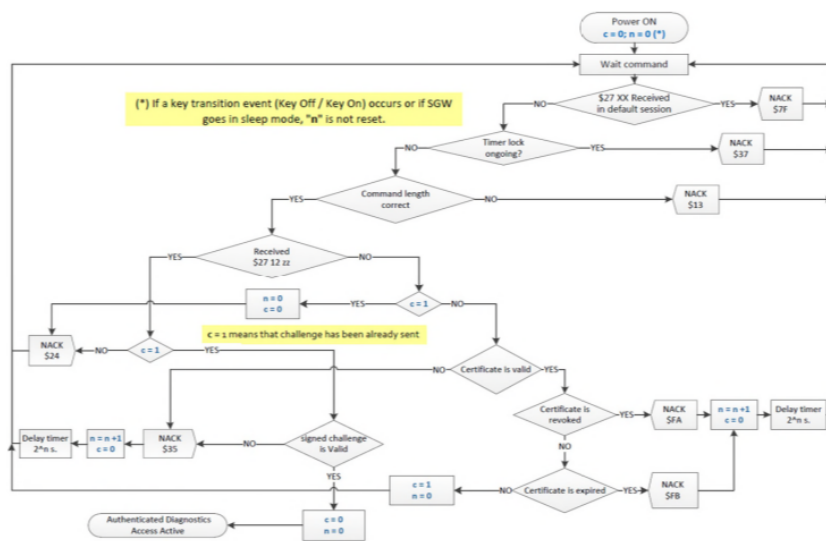 Power ON
c = 0; n = 0 (*)
Wait command
(*) If a key transition event (Key Off / Key On) occurs or if SGW
goes in sleep mode, "n" is not reset.
NO
$27 XX Received
in default session
YES
NACK
$7F
NO
Timer lock
ongoing?
YES
NACK
$37
YES
Command length
correct
NO
NACK
$13
YES
Received
$27 12 zz
NO
n = 0
c = 0
YES
c = 1
NO
c = 1 means that challenge has been already sent
NACK
$24
NO
c = 1
YES
NO
Certificate is valid
YES
Delay timer
2^n s.
n = n +1
c = 0
NACK
$35
NO
signed challenge
is Valid
YES
Certificate is
revoked
YES
NACK
$FA
n = n +1
c = 0
Delay timer
2^n s.
NO
c = 1
n = 0
NO
Certificate is expired
YES
NACK
$FB
Authenticated Diagnostics
Access Active
c = 0
n = 0